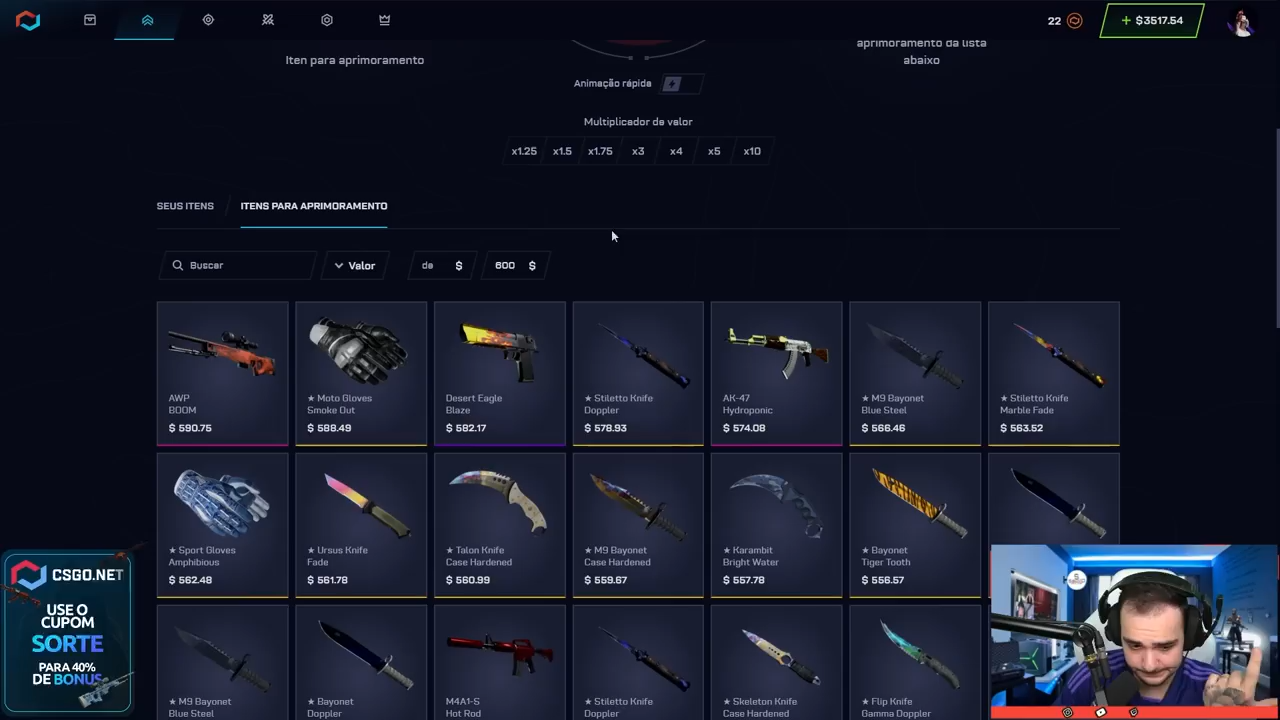 22
+ $3517.54
Iten para aprimoramento
aprimoramento da lista
abaixo
Animação rápida
Multiplicador de valor
x1.25 x1.5 x1.75 x3 x4 x5 x10
SEUS ITENS ITENS PARA APRIMORAMENTO
Buscar Valor de $ 600 $
AWP
BOOM
$ 590.75
★ Moto Gloves
Smoke Out
$ 588.49
Desert Eagle
Blaze
$ 582.17
★ Stiletto Knife
Doppler
$ 578.93
AK-47
Hydroponic
$ 574.08
★ M9 Bayonet
Blue Steel
$ 566.46
★ Stiletto Knife
Marble Fade
$ 563.52
★ Sport Gloves
Amphibious
$ 562.48
★ Ursus Knife
Fade
$ 561.78
★ Talon Knife
Case Hardened
$ 560.99
★ M9 Bayonet
Case Hardened
$ 559.67
★ Karambit
Bright Water
$ 557.78
★ Bayonet
Tiger Tooth
$ 556.57
★ M9 Bayonet
Blue Steel
★ Bayonet
Doppler
M4A1-S
Hot Rod
★ Stiletto Knife
Doppler
★ Skeleton Knife
Case Hardened
★ Flip Knife
Gamma Doppler
CSGO.NET
USE O
CUPOM
SORTE
PARA 40%
DE BONUS